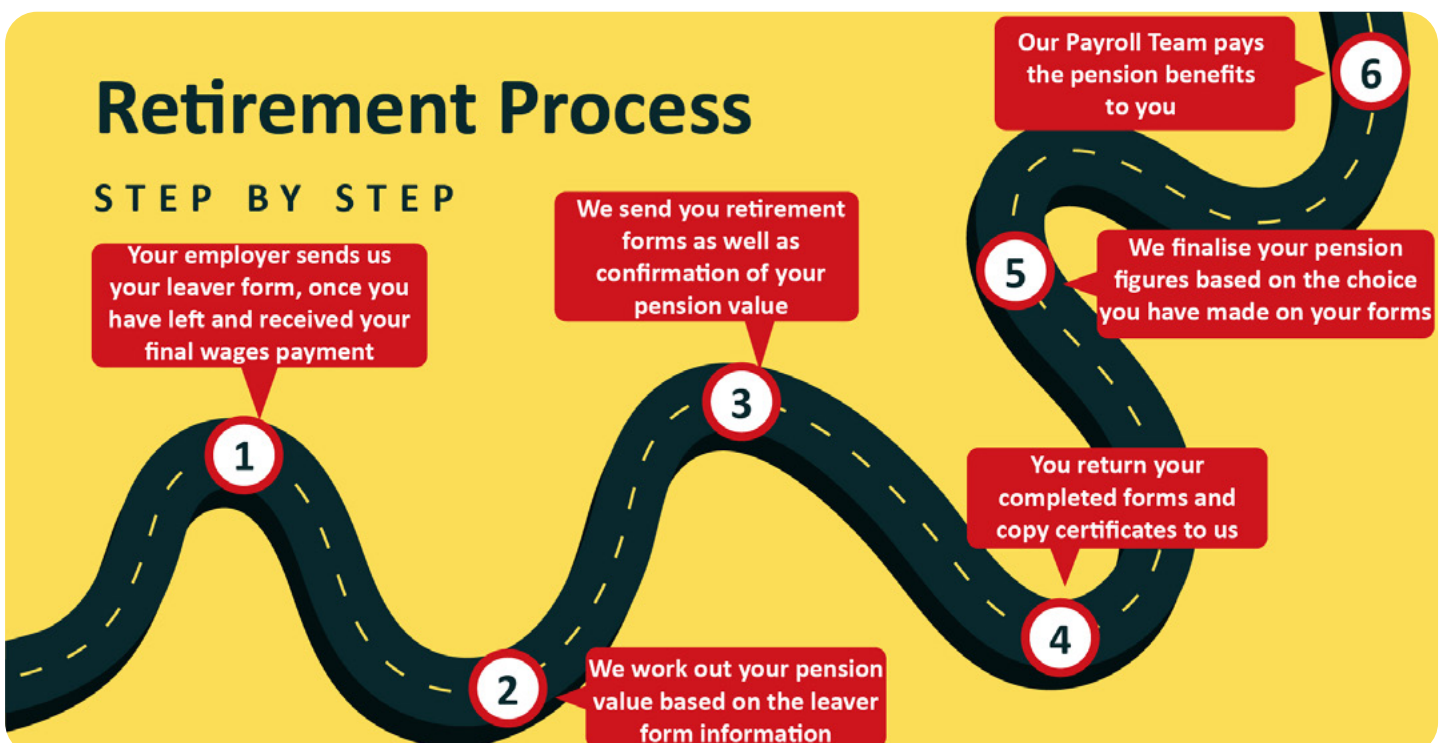 Retirement Process
STEP BY STEP
1
Your employer sends us
your leaver form, once you
have left and received your
final wages payment
2
We work out your pension
value based on the leaver
form information
3
We send you retirement
forms as well as
confirmation of your
pension value
4
You return your
completed forms and
copy certificates to us
5
We finalise your pension
figures based on the choice
you have made on your forms
6
Our Payroll Team pays
the pension benefits
to you